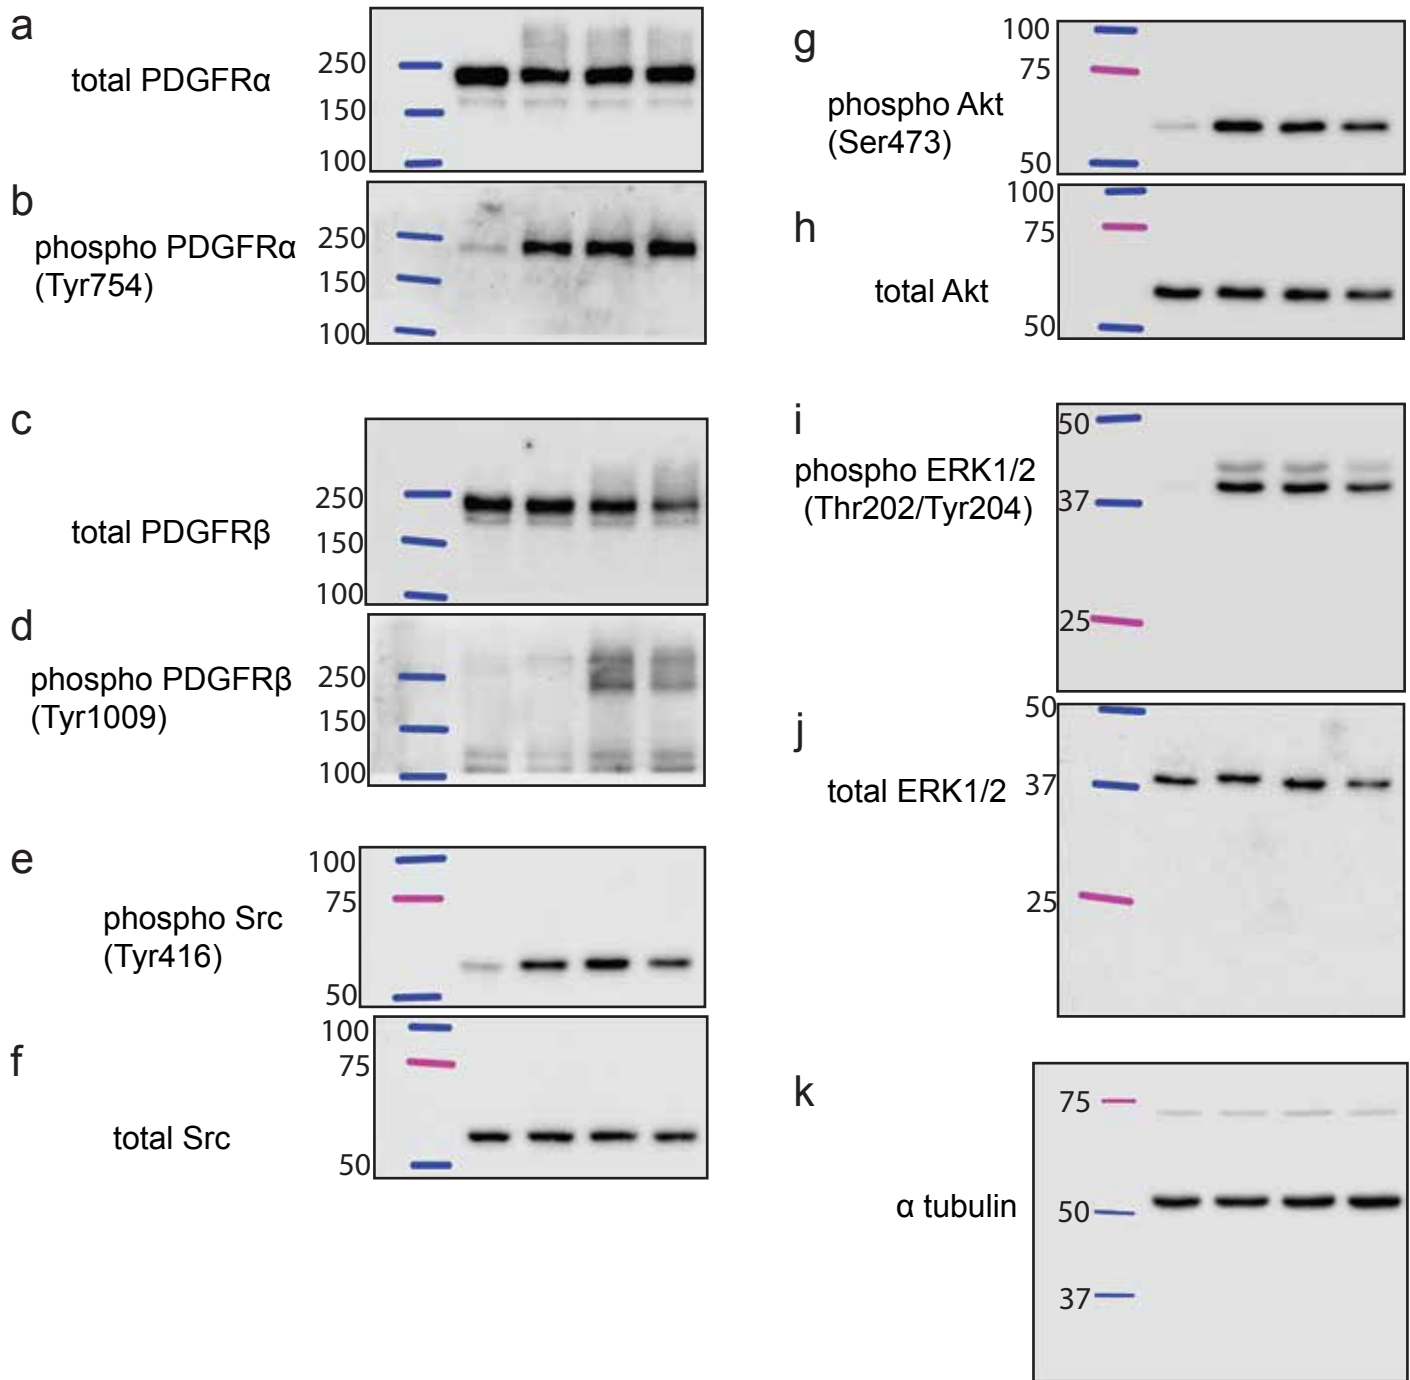 a
total PDGFRα
250
150
100
b
phospho PDGFRα
(Tyr754)
250
150
100
c
total PDGFRβ
250
150
100
d
phospho PDGFRβ
(Tyr1009)
250
150
100
e
phospho Src
(Tyr416)
100
75
50
f
total Src
100
75
50
g
phospho Akt
(Ser473)
100
75
50
h
total Akt
100
75
50
i
phospho ERK1/2
(Thr202/Tyr204)
50
37
25
j
total ERK1/2
50
37
25
k
α tubulin
75
50
37